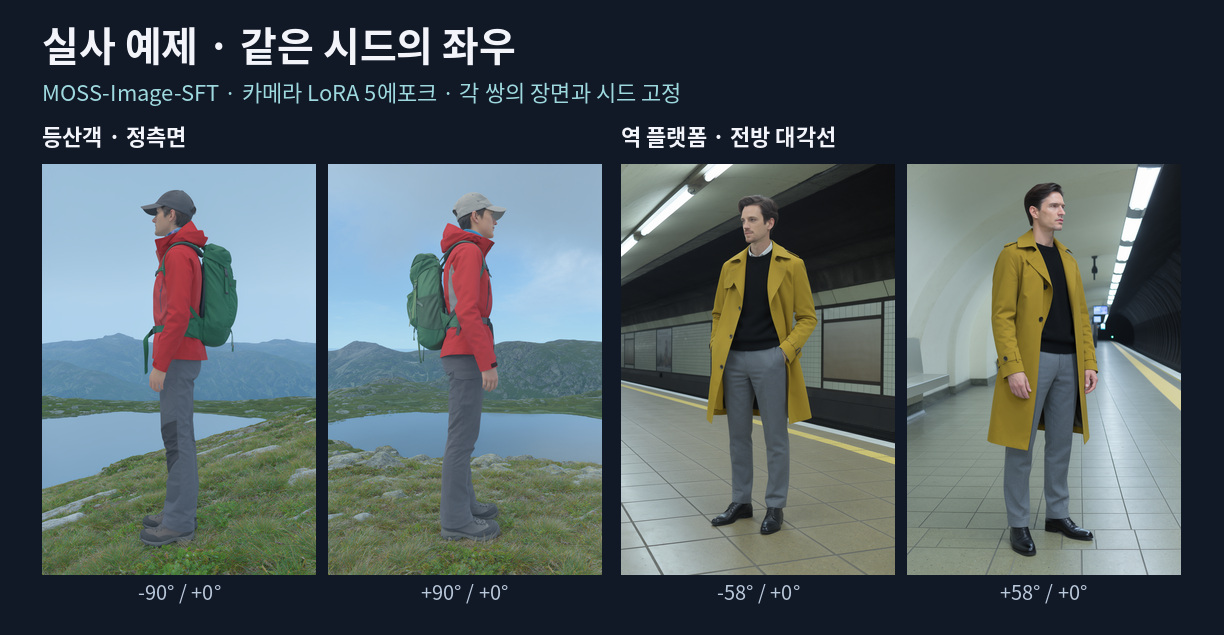 실사 예제 · 같은 시드의 좌우
MOSS-Image-SFT · 카메라 LoRA 5에포크 · 각 쌍의 장면과 시드 고정
등산객 · 정측면
역 플랫폼 · 전방 대각선
-90° / +0°
+90° / +0°
-58° / +0°
+58° / +0°